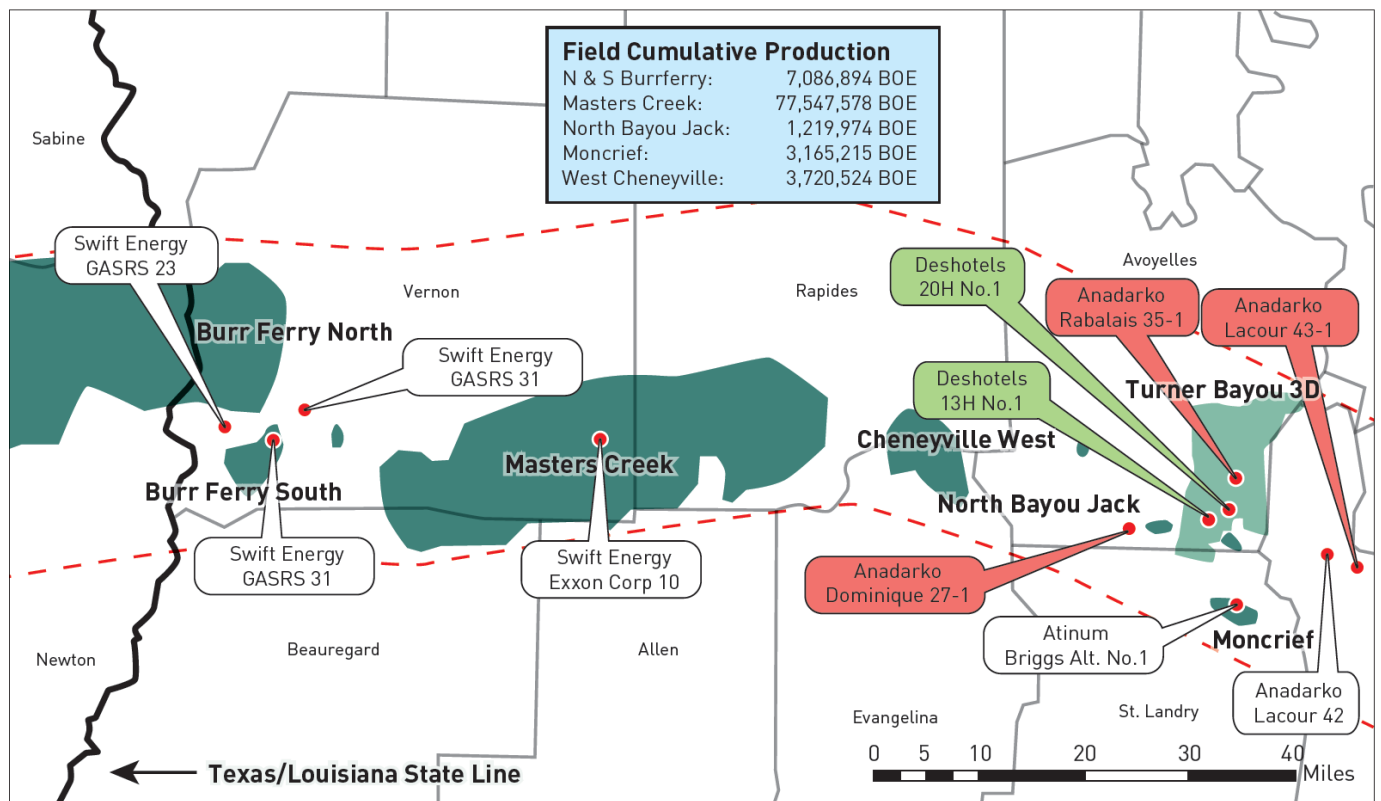 Field Cumulative Production
N & S Burrferry: 7,086,894 BOE
Masters Creek: 77,547,578 BOE
North Bayou Jack: 1,219,974 BOE
Moncrief: 3,165,215 BOE
West Cheneyville: 3,720,524 BOE
Sabine
Swift Energy
GASRS 23
Vernon
Rapides
Avoyelles
Deshotels
20H No.1
Anadarko
Rabalais 35-1
Anadarko
Lacour 43-1
Burr Ferry North
Swift Energy
GASRS 31
Deshotels
13H No.1
Turner Bayou 3D
Cheneyville West
Masters Creek
Burr Ferry South
North Bayou Jack
Swift Energy
GASRS 31
Swift Energy
Exxon Corp 10
Anadarko
Dominique 27-1
Atinum
Briggs Alt. No.1
Moncrief
Newton
Beauregard
Allen
Anadarko
Lacour 42
Evangelina
St. Landry
0 5 10 20 30 40
Miles
Texas/Louisiana State Line